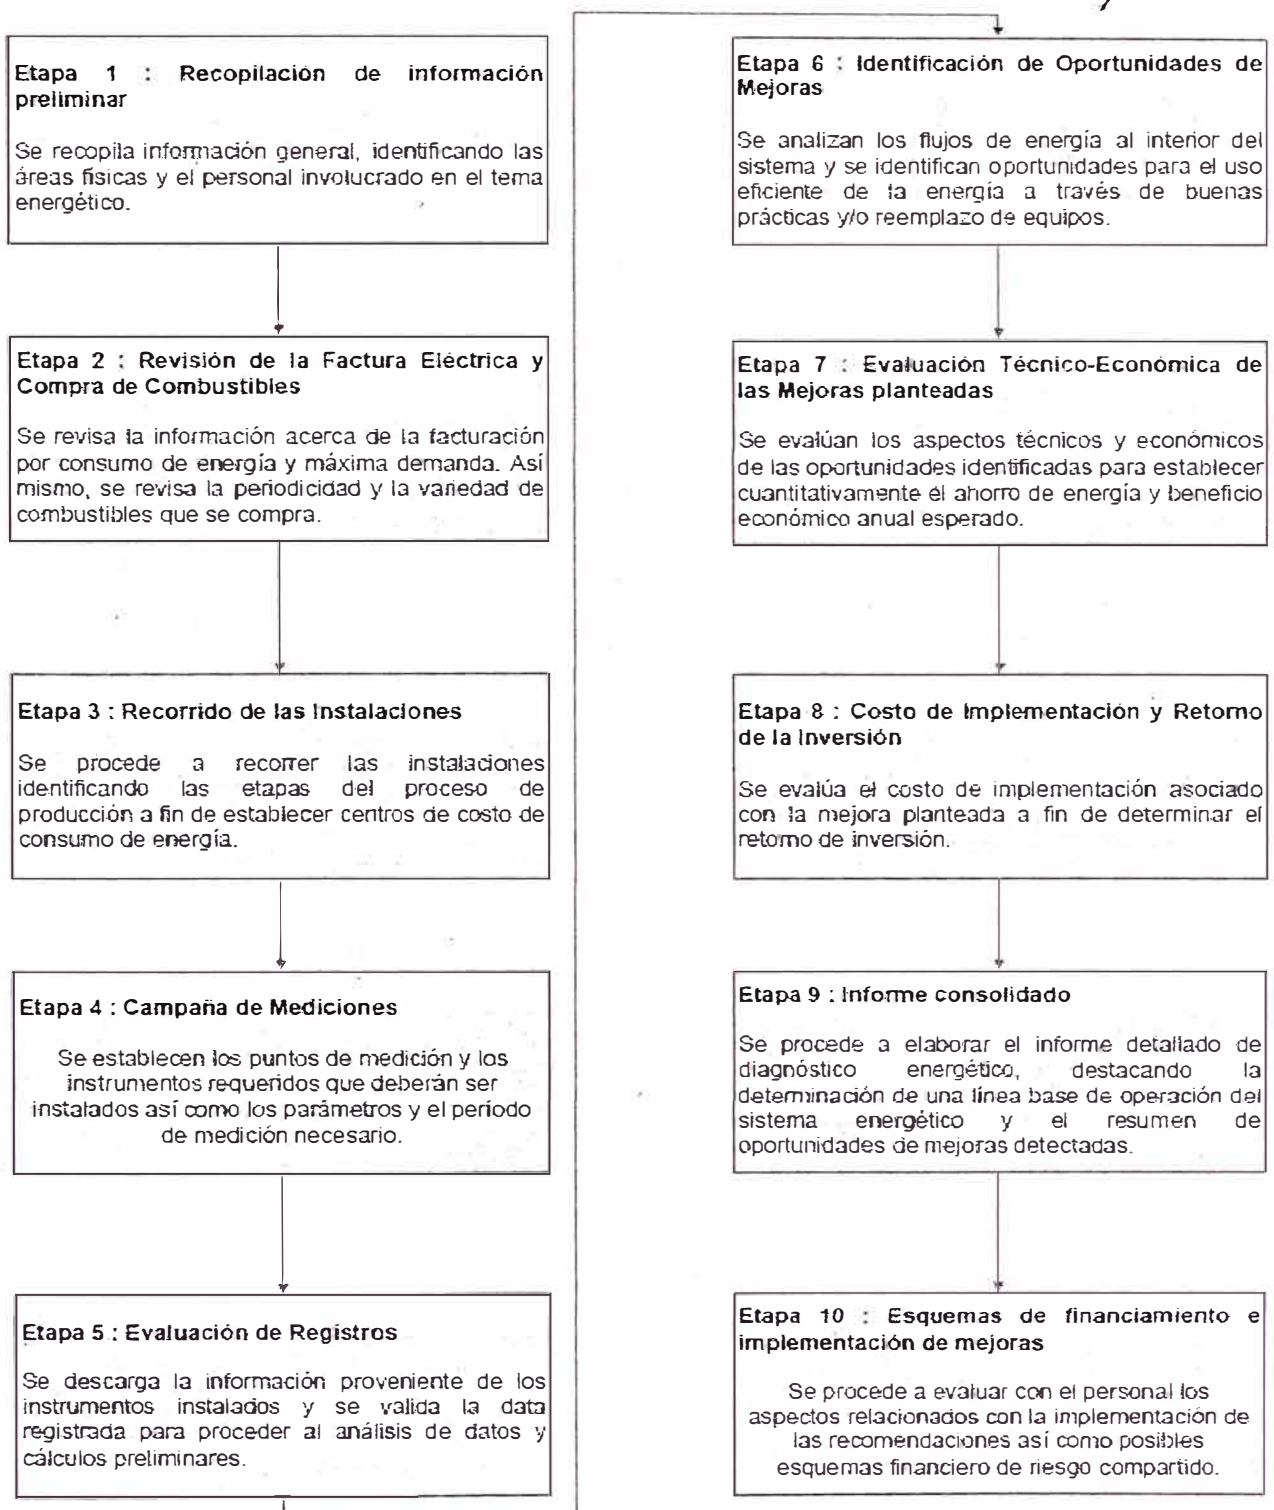 Etapa 1 : Recopilación de información
preliminar
Se recopila información general, identificando las
áreas físicas y el personal involucrado en el tema
energético.
Etapa 2 : Revisión de la Factura Eléctrica y
Compra de Combustibles
Se revisa la información acerca de la facturación
por consumo de energía y máxima demanda. Así
mismo, se revisa la periodicidad y la variedad de
combustibles que se compra.
Etapa 3 : Recorrido de las Instalaciones
Se procede a recorrer las instalaciones
identificando las etapas del proceso de
producción a fin de establecer centros de costo de
consumo de energía.
Etapa 4 : Campaña de Mediciones
Se establecen los puntos de medición y los
instrumentos requeridos que deberán ser
instalados así como los parámetros y el período
de medición necesario.
Etapa 5 : Evaluación de Registros
Se descarga la información proveniente de los
instrumentos instalados y se valida la data
registrada para proceder al análisis de datos y
cálculos preliminares.
Etapa 6 : Identificación de Oportunidades de
Mejoras
Se analizan los flujos de energía al interior del
sistema y se identifican oportunidades para el uso
eficiente de la energía a través de buenas
prácticas y/o reemplazo de equipos.
Etapa 7 : Evaluación Técnico-Económica de
las Mejoras planteadas
Se evalúan los aspectos técnicos y económicos
de las oportunidades identificadas para establecer
cuantitativamente el ahorro de energía y beneficio
económico anual esperado.
Etapa 8 : Costo de Implementación y Retorno
de la Inversión
Se evalúa el costo de implementación asociado
con la mejora planteada a fin de determinar el
retorno de inversión.
Etapa 9 : Informe consolidado
Se procede a elaborar el informe detallado de
diagnóstico energético, destacando la
determinación de una línea base de operación del
sistema energético y el resumen de
oportunidades de mejoras detectadas.
Etapa 10 : Esquemas de financiamiento e
implementación de mejoras
Se procede a evaluar con el personal los
aspectos relacionados con la implementación de
las recomendaciones así como posibles
esquemas financiero de riesgo compartido.